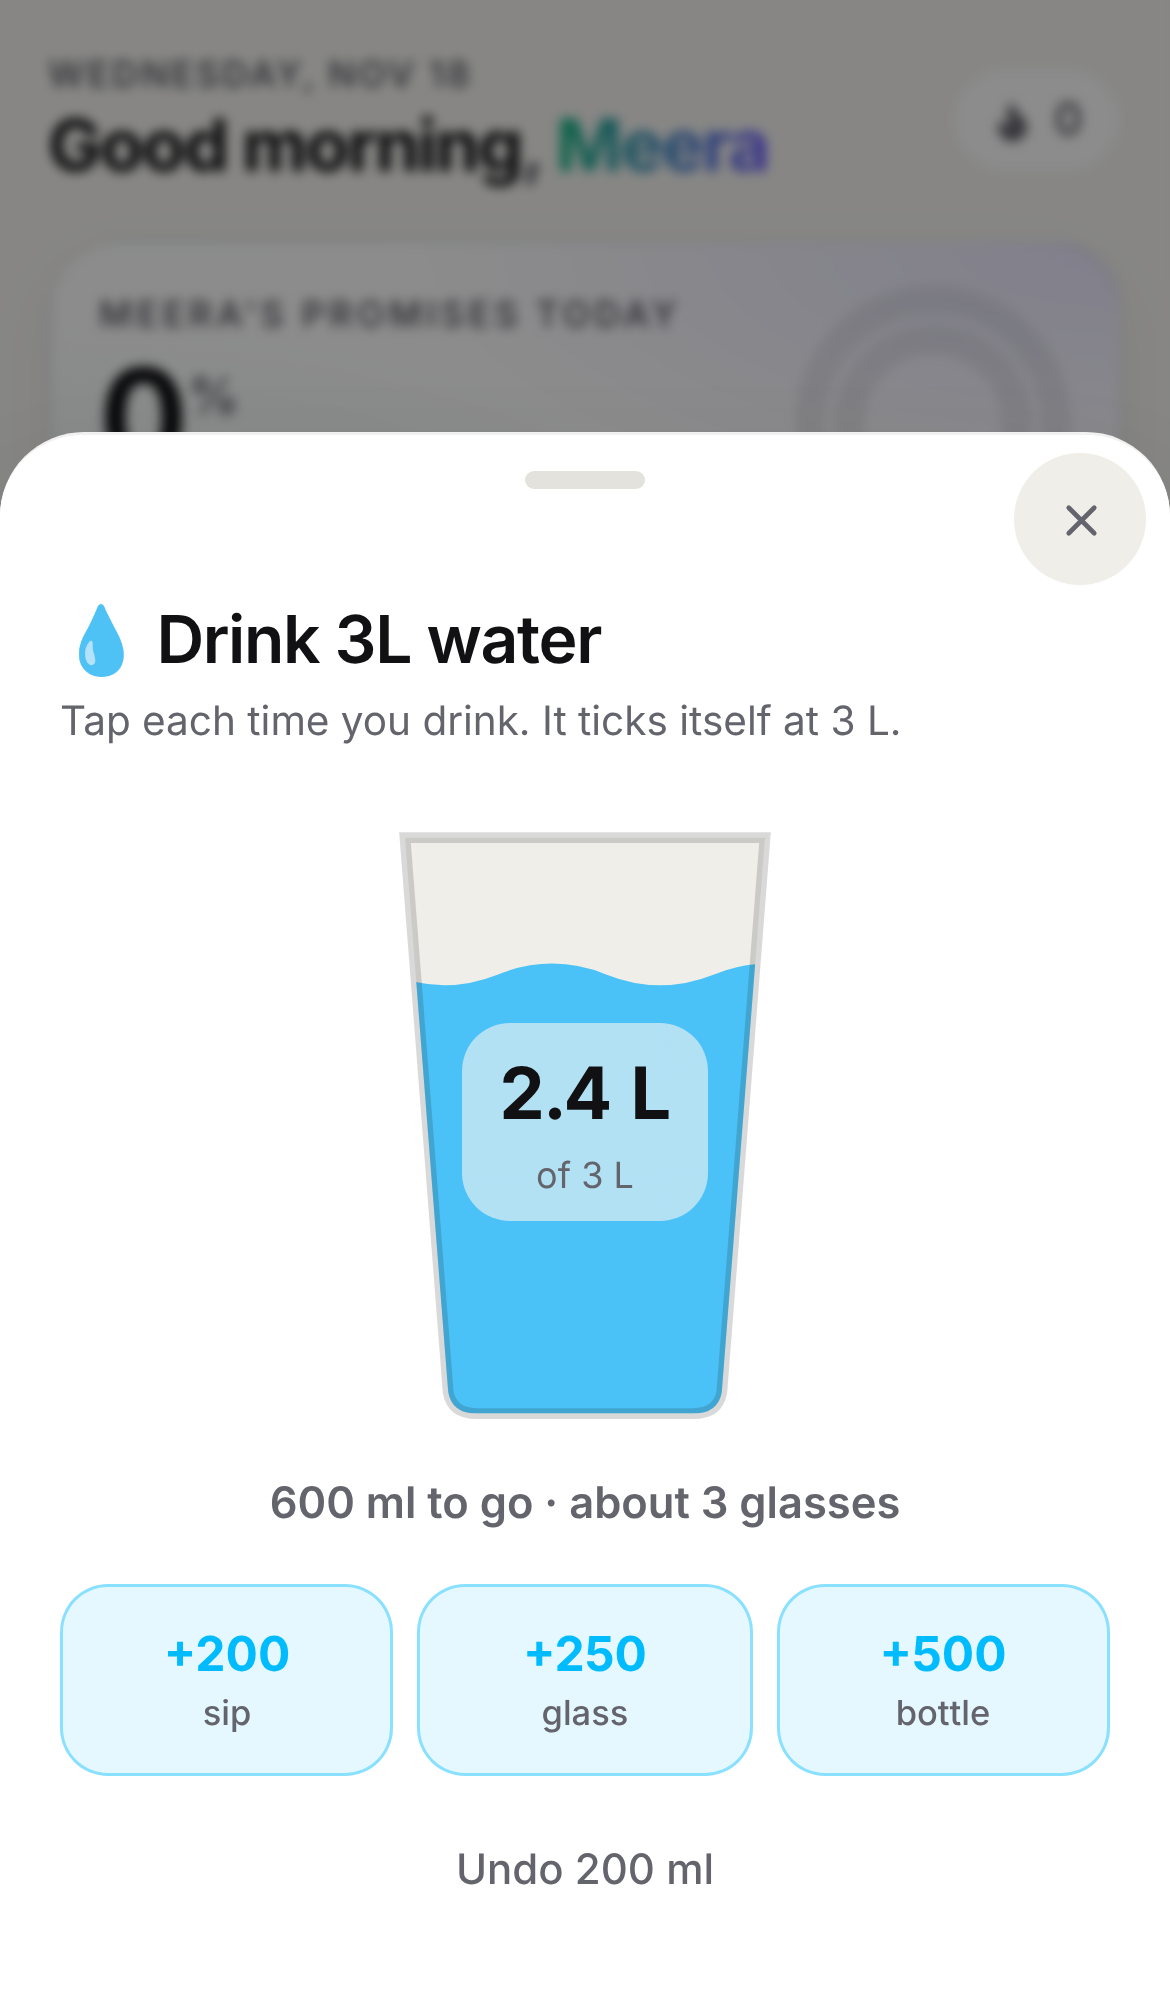 WEDNESDAY, NOV 18
Good morning, Meera
0
MEERA'S PROMISES TODAY
0%
💧 Drink 3L water
Tap each time you drink. It ticks itself at 3 L.
2.4 L
of 3 L
600 ml to go · about 3 glasses
+200
sip
+250
glass
+500
bottle
Undo 200 ml